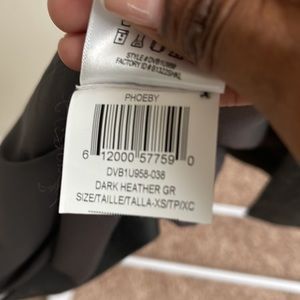 STYLE # DVB1U958
FACTORY ID #
PHOEBY
6 12000 57759 0
DVB1U958-038
DARK HEATHER GR
SIZE/TAILLE/TALLA-XS/TP/XC